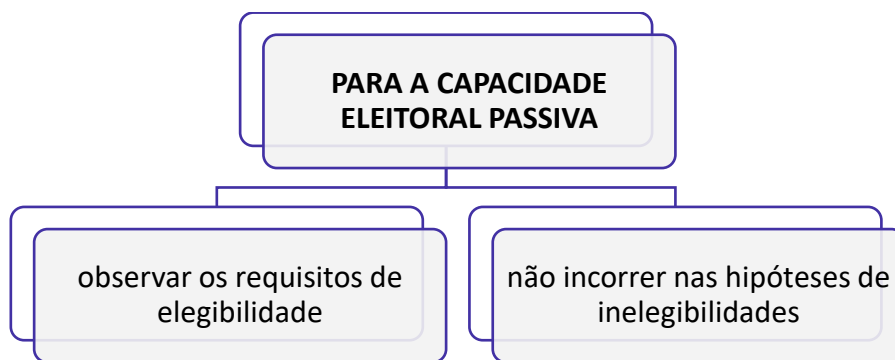 PARA A CAPACIDADE
ELEITORAL PASSIVA
observar os requisitos de
elegibilidade
não incorrer nas hipóteses de
inelegibilidades